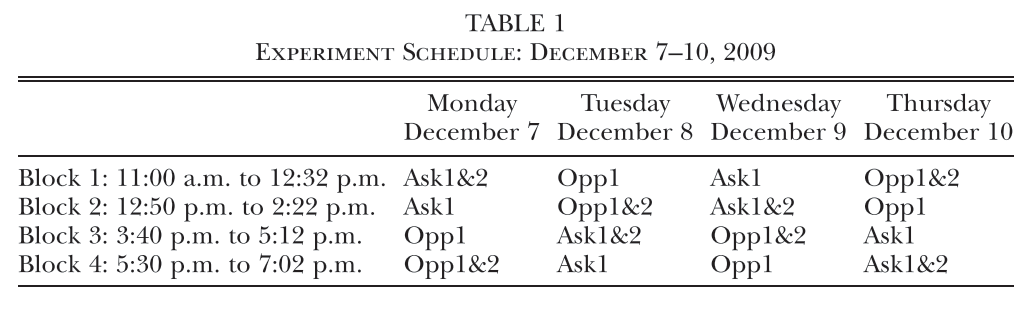 TABLE 1
Experiment Schedule: December 7–10, 2009
Monday Tuesday Wednesday Thursday
December 7 December 8 December 9 December 10
Block 1: 11:00 a.m. to 12:32 p.m. Ask1&2 Opp1 Ask1 Opp1&2
Block 2: 12:50 p.m. to 2:22 p.m. Ask1 Opp1&2 Ask1&2 Opp1
Block 3: 3:40 p.m. to 5:12 p.m. Opp1 Ask1&2 Opp1&2 Ask1
Block 4: 5:30 p.m. to 7:02 p.m. Opp1&2 Ask1 Opp1 Ask1&2